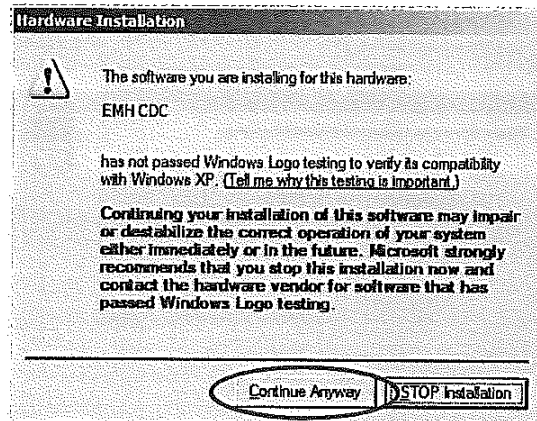 Hardware Installation
The software you are installing for this hardware:
EMH CDC
has not passed Windows Logo testing to verify its compatibility
with Windows XP. (Tell me why this testing is important.)
Continuing your installation of this software may impair
or destabilize the correct operation of your system
either immediately or in the future. Microsoft strongly
recommends that you stop this installation now and
contact the hardware vendor for software that has
passed Windows Logo testing.
Continue Anyway
STOP Installation